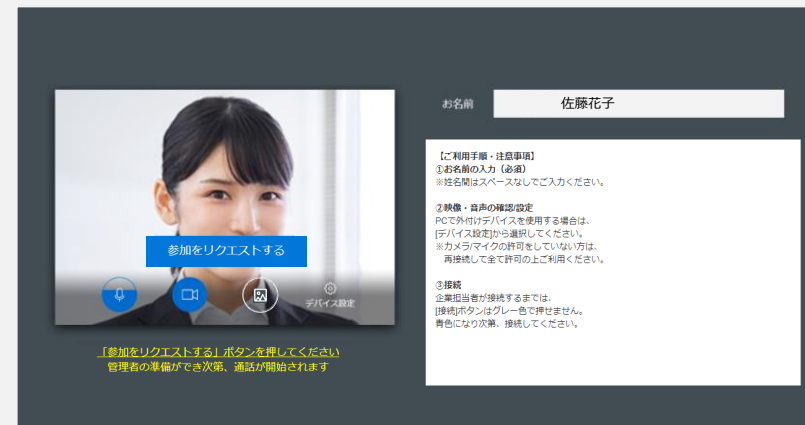 お名前
佐藤花子
参加をリクエストする
デバイス設定
「参加をリクエストする」ボタンを押してください
管理者の準備ができ次第、通話が開始されます
【ご利用手順・注意事項】
①お名前の入力（必須）
※姓名間はスペースなしでご入力ください。
②映像・音声の確認/設定
PCで外付けデバイスを使用する場合は、
[デバイス設定]から選択してください。
※カメラ/マイクの許可をしていない方は、
再接続して全て許可の上ご利用ください。
③接続
企業担当者が接続するまでは、
[接続]ボタンはグレー色で押せません。
青色になり次第、接続してください。